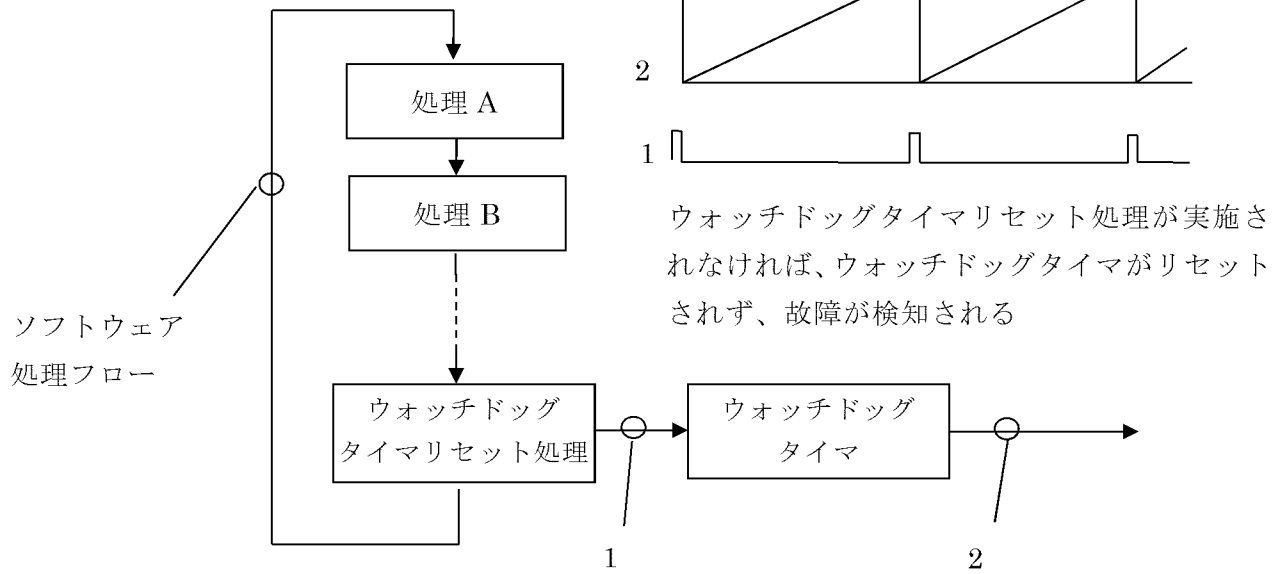 処理 A
処理 B
ソフトウェア
処理フロー
ウォッチドッグ
タイマリセット処理
ウォッチドッグ
タイマ
1
2
2
1
ウォッチドッグタイマリセット処理が実施さ
れなければ、ウォッチドッグタイマがリセット
されず、故障が検知される